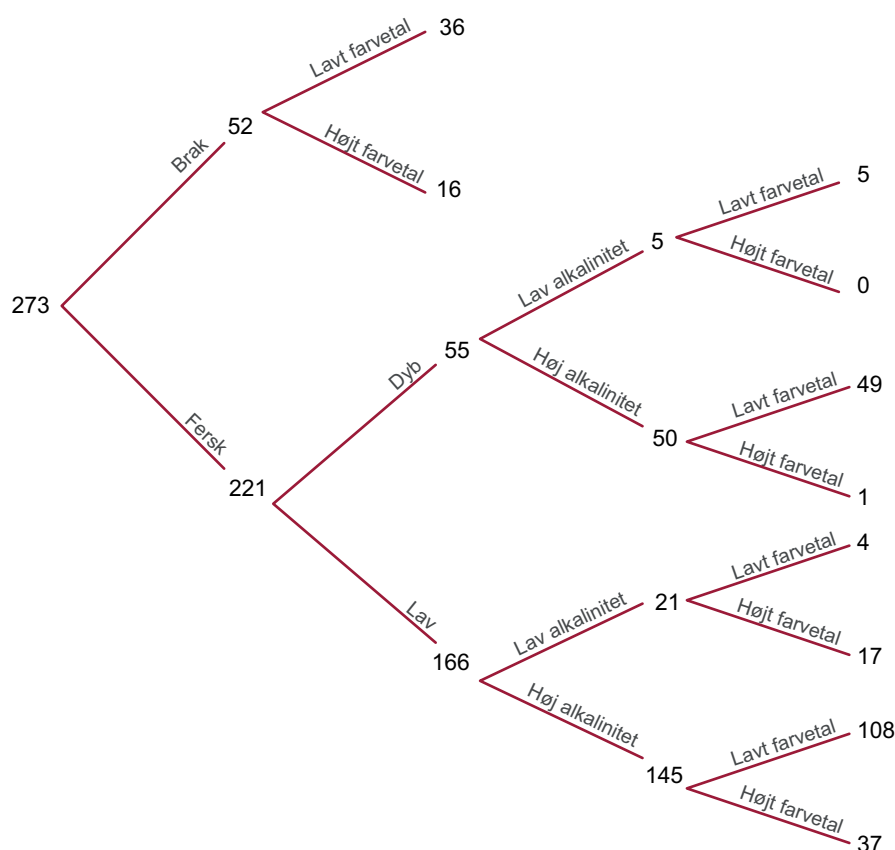 36
Lavt farvetal
52
Højt farvetal
Brak
16
5
Lavt farvetal
5
Lav alkalinitet
Højt farvetal
0
273
55
Dyb
Høj alkalinitet
49
Lavt farvetal
50
Fersk
Højt farvetal
221
1
4
Lavt farvetal
21
Lav
Lav alkalinitet
Højt farvetal
166
17
Høj alkalinitet
108
Lavt farvetal
145
Højt farvetal
37